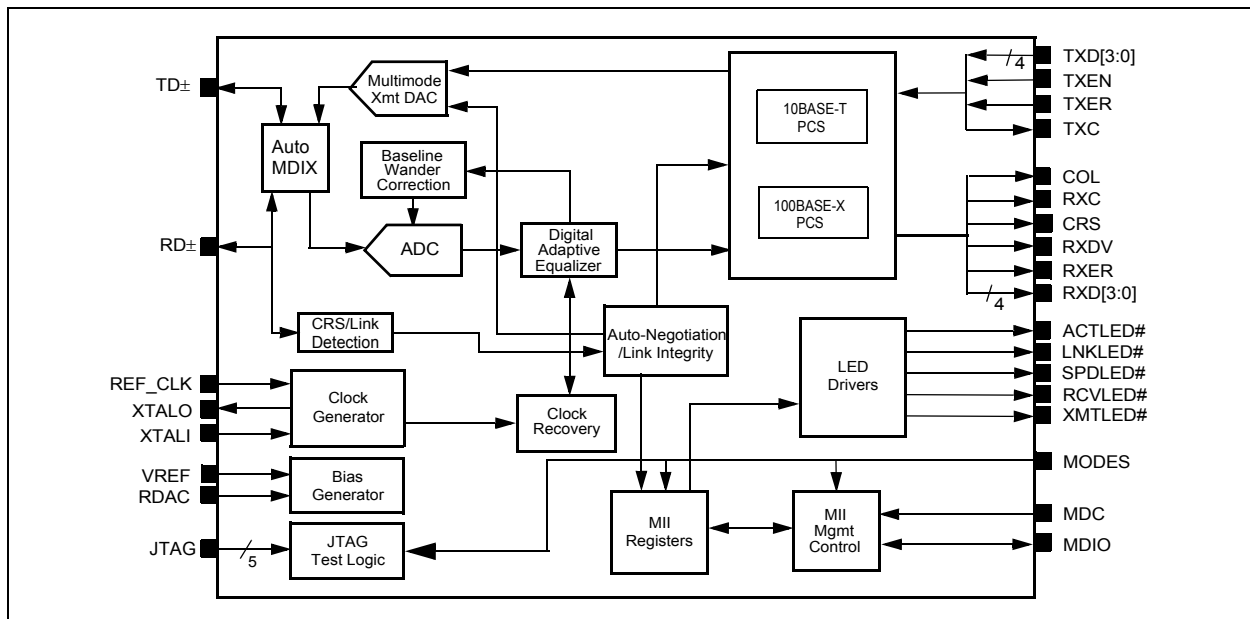 TD±
RD±
REF_CLK
XTALO
XTALI
VREF
RDAC
JTAG
5
Multimode
Xmt DAC
Auto
MDIX
Baseline
Wander
Correction
ADC
Digital
Adaptive
Equalizer
CRS/Link
Detection
Auto-Negotiation
/Link Integrity
Clock
Generator
Clock
Recovery
Bias
Generator
JTAG
Test Logic
10BASE-T
PCS
100BASE-X
PCS
LED
Drivers
MII
Registers
MII
Mgmt
Control
4
TXD[3:0]
TXEN
TXER
TXC
COL
RXC
CRS
RXDV
RXER
4
RXD[3:0]
ACTLED#
LNKLED#
SPDLED#
RCVLED#
XMTLED#
MODES
MDC
MDIO